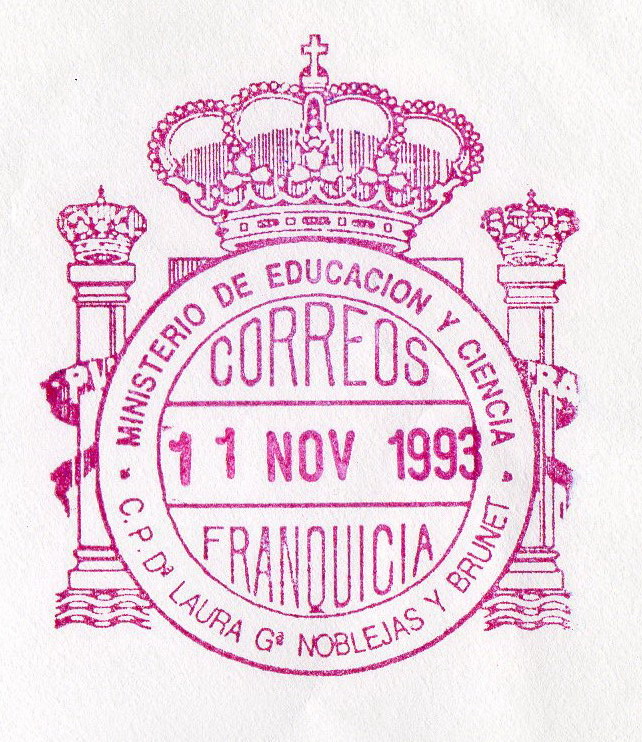 MINISTERIO DE EDUCACION Y CIENCIA
CORREOS
11 NOV 1993
FRANQUICIA
C.P. Dª LAURA Gª NOBLEJAS Y BRUNET